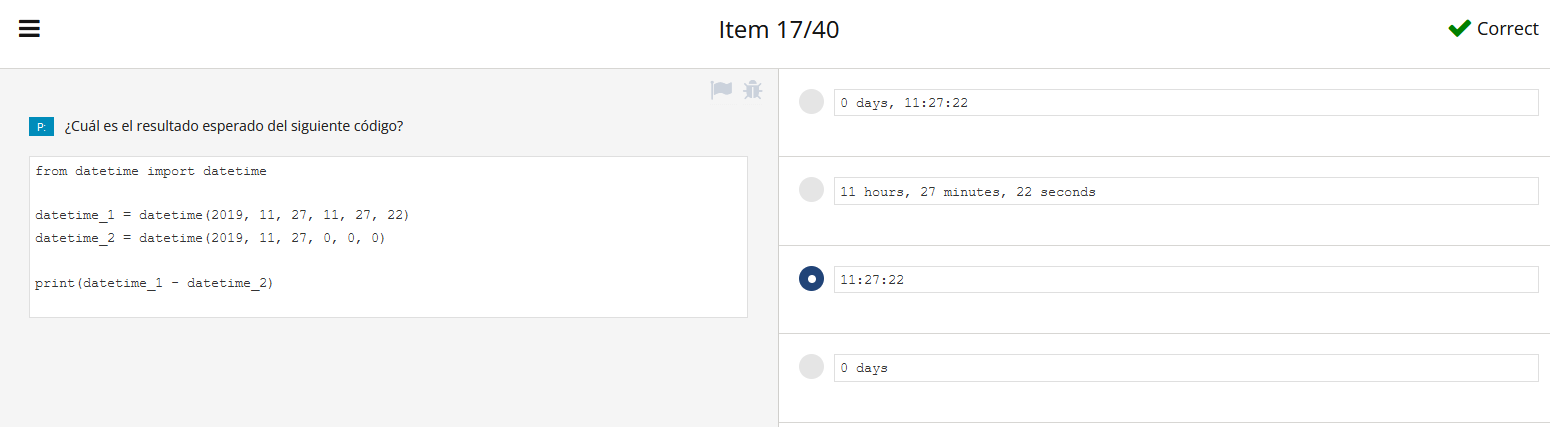 Item 17/40
Correct
P: ¿Cuál es el resultado esperado del siguiente código?
from datetime import datetime
datetime_1 = datetime(2019, 11, 27, 11, 27, 22)
datetime_2 = datetime(2019, 11, 27, 0, 0, 0)
print(datetime_1 - datetime_2)
0 days, 11:27:22
11 hours, 27 minutes, 22 seconds
11:27:22
0 days